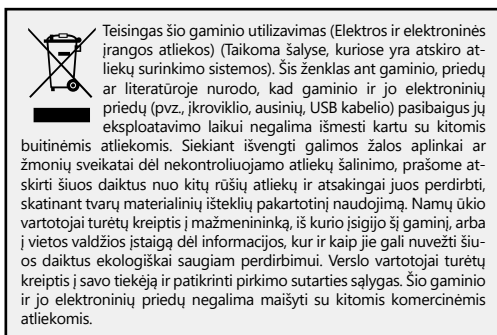 Teisingas šio gaminio utilizavimas (Elektros ir elektroninės
įrangos atliekos) (Taikoma šalyse, kuriose yra atskiro at-
liekų surinkimo sistemos). Šis ženklas ant gaminio, priedų
ar literatūroje nurodo, kad gaminio ir jo elektroninių
priedų (pvz., įkroviklio, ausinių, USB kabelio) pasibaigus jų
eksploatavimo laikui negalima išmesti kartu su kitomis
buitinėmis atliekomis. Siekiant išvengti galimos žalos aplinkai ar
žmonių sveikatai dėl nekontroliuojamo atliekų šalinimo, prašome at-
skirti šiuos daiktus nuo kitų rūšių atliekų ir atsakingai juos perdirbti,
skatinant tvarų materialinių išteklių pakartotinį naudojimą. Namų ūkio
vartotojai turėtų kreiptis į mažmenininką, iš kurio įsigijo šį gaminį, arba
į vietos valdžios įstaigą dėl informacijos, kur ir kaip jie gali nuvežti šiu-
os daiktus ekologiškai saugiam perdirbimui. Verslo vartotojai turėtų
kreiptis į savo tiekėją ir patikrinti pirkimo sutarties sąlygas. Šio gaminio
ir jo elektroninių priedų negalima maišyti su kitomis komercinėmis
atliekomis.